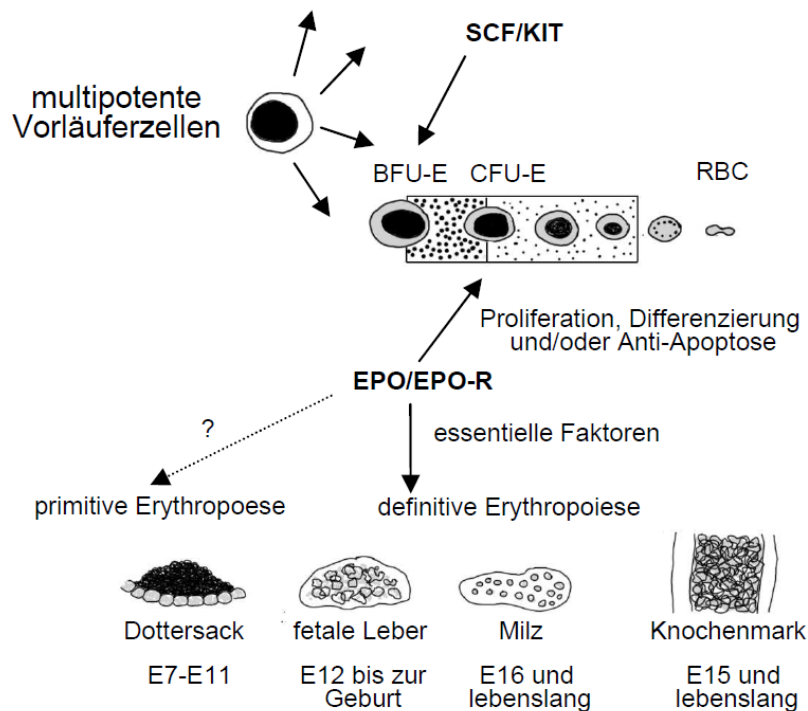 SCF/KIT
multipotente
Vorläuferzellen
BFU-E
CFU-E
RBC
Proliferation, Differenzierung
und/oder Anti-Apoptose
EPO/EPO-R
?
essentielle Faktoren
primitive Erythropoese
definitive Erythropoiese
Dottersack
fetale Leber
Milz
Knochenmark
E7-E11
E12 bis zur
Geburt
E16 und
lebenslang
E15 und
lebenslang